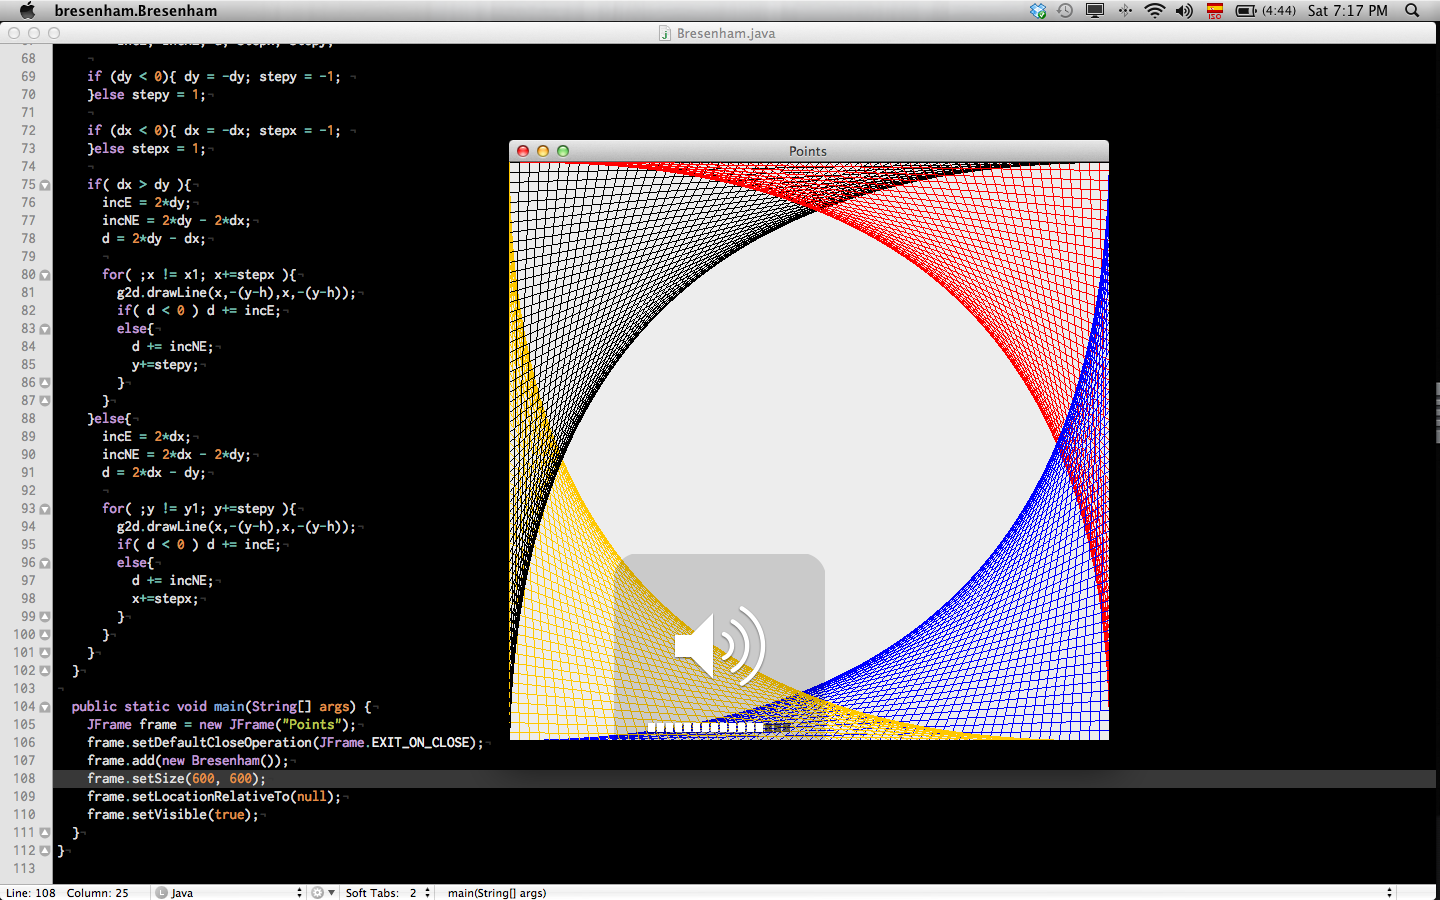 bresenham.Bresenham
ISO
(4:44)
Sat 7:17 PM
Bresenham.java
68
69 if (dy < 0){ dy = -dy; stepy = -1;
70 }else stepy = 1;
71
72 if (dx < 0){ dx = -dx; stepx = -1;
73 }else stepx = 1;
74
75 if( dx > dy ){
76 incE = 2*dy;
77 incNE = 2*dy - 2*dx;
78 d = 2*dy - dx;
79
80 for( ;x != x1; x+=stepx ){
81 g2d.drawLine(x,-(y-h),x,-(y-h));
82 if( d < 0 ) d += incE;
83 else{
84 d += incNE;
85 y+=stepy;
86 }
87 }
88 }else{
89 incE = 2*dx;
90 incNE = 2*dx - 2*dy;
91 d = 2*dx - dy;
92
93 for( ;y != y1; y+=stepy ){
94 g2d.drawLine(x,-(y-h),x,-(y-h));
95 if( d < 0 ) d += incE;
96 else{
97 d += incNE;
98 x+=stepx;
99 }
100 }
101 }
102 }
103
104 public static void main(String[] args) {
105 JFrame frame = new JFrame("Points");
106 frame.setDefaultCloseOperation(JFrame.EXIT_ON_CLOSE);
107 frame.add(new Bresenham());
108 frame.setSize(600, 600);
109 frame.setLocationRelativeTo(null);
110 frame.setVisible(true);
111 }
112 }
113
Points
Line: 108 Column: 25
L Java
Soft Tabs: 2
main(String[] args)